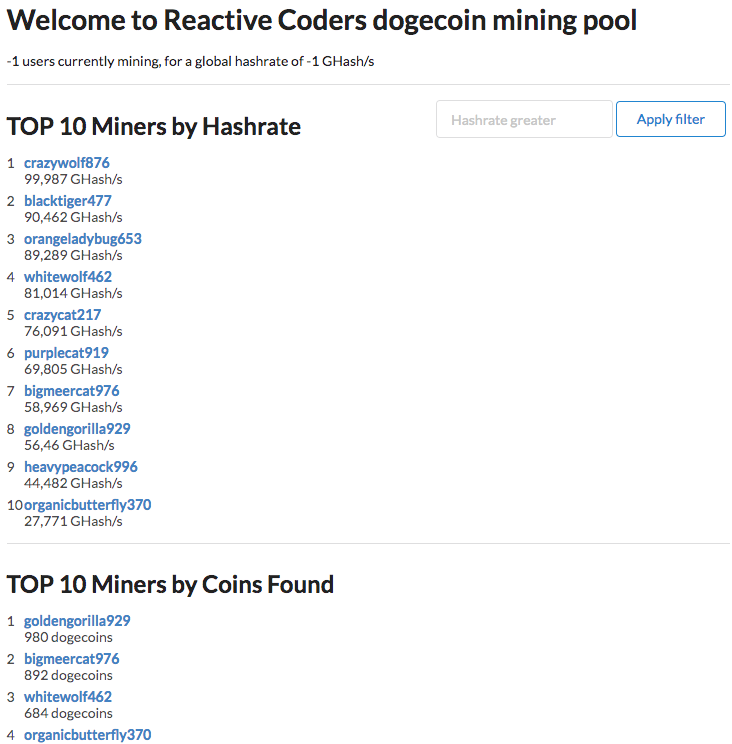 Welcome to Reactive Coders dogecoin mining pool
-1 users currently mining, for a global hashrate of -1 GHash/s
TOP 10 Miners by Hashrate
Hashrate greater
Apply filter
1 crazywolf876
99,987 GHash/s
2 blacktiger477
90,462 GHash/s
3 orangeladybug653
89,289 GHash/s
4 whitewolf462
81,014 GHash/s
5 crazycat217
76,091 GHash/s
6 purplecat919
69,805 GHash/s
7 bigmeercat976
58,969 GHash/s
8 goldengorilla929
56,46 GHash/s
9 heavypeacock996
44,482 GHash/s
10 organicbutterfly370
27,771 GHash/s
TOP 10 Miners by Coins Found
1 goldengorilla929
980 dogecoins
2 bigmeercat976
892 dogecoins
3 whitewolf462
684 dogecoins
4 organicbutterfly370